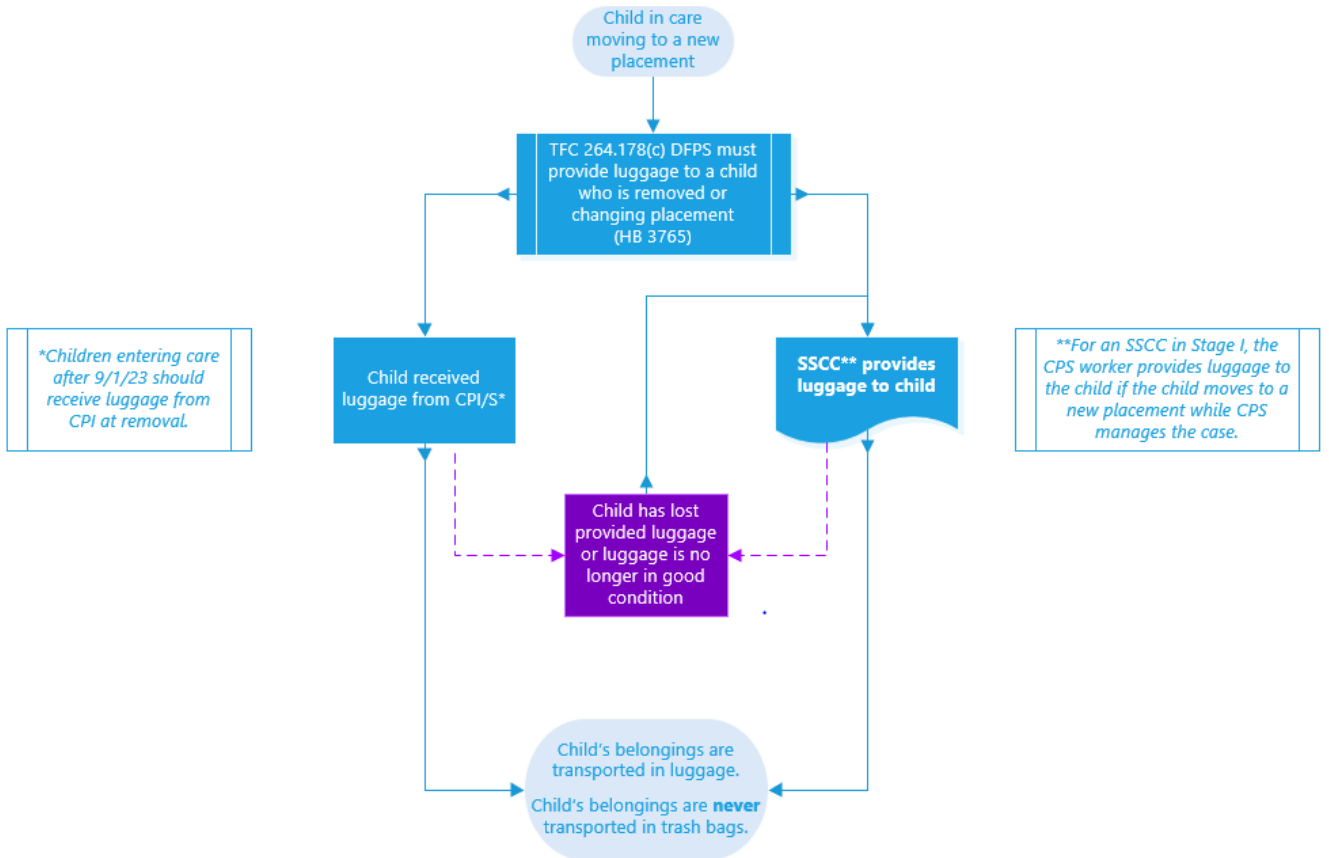 Child in care
moving to a new
placement
TFC 264.178(c) DFPS must
provide luggage to a child
who is removed or
changing placement
(HB 3765)
*Children entering care
after 9/1/23 should
receive luggage from
CPI at removal.
Child received
luggage from CPI/S*
SSCC** provides
luggage to child
**For an SSCC in Stage I, the
CPS worker provides luggage to
the child if the child moves to a
new placement while CPS
manages the case.
Child has lost
provided luggage
or luggage is no
longer in good
condition
Child’s belongings are
transported in luggage.
Child’s belongings are never
transported in trash bags.